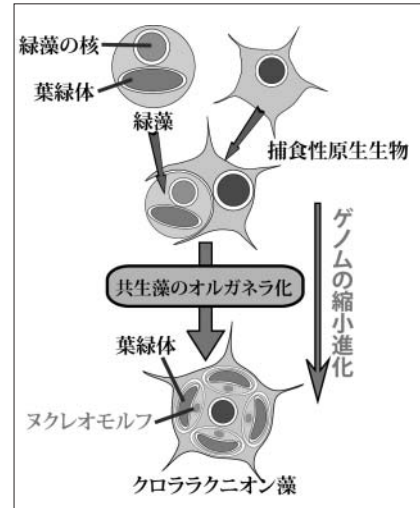 緑藻の核
葉緑体
緑藻
捕食性原生生物
共生藻のオルガネラ化
ゲノムの縮小進化
葉緑体
ヌクレオモルフ
クロララクニオン藻